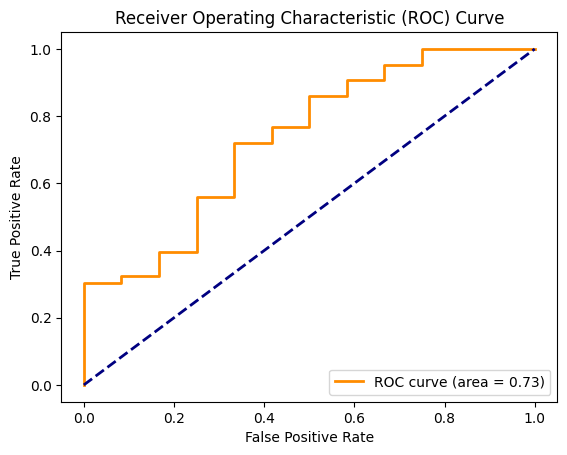 Receiver Operating Characteristic (ROC) Curve
1.0
0.8
0.6
0.4
0.2
0.0
True Positive Rate
ROC curve (area = 0.73)
0.0 0.2 0.4 0.6 0.8 1.0
False Positive Rate